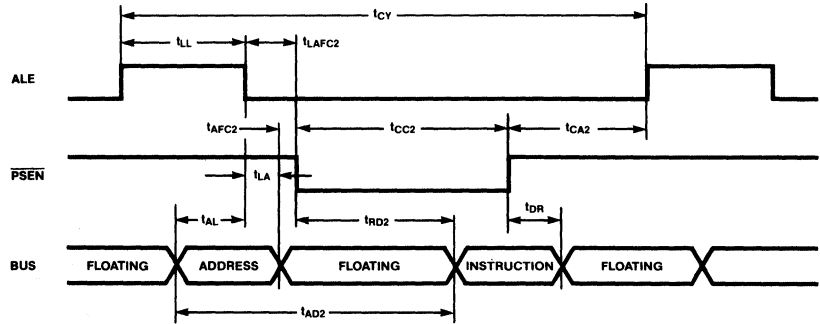 tCY
tLL
tLAFC2
ALE
tAFC2
tCC2
tCA2
PSEN
tLA
tAL
tRD2
tDR
BUS
FLOATING
ADDRESS
FLOATING
INSTRUCTION
FLOATING
tAD2